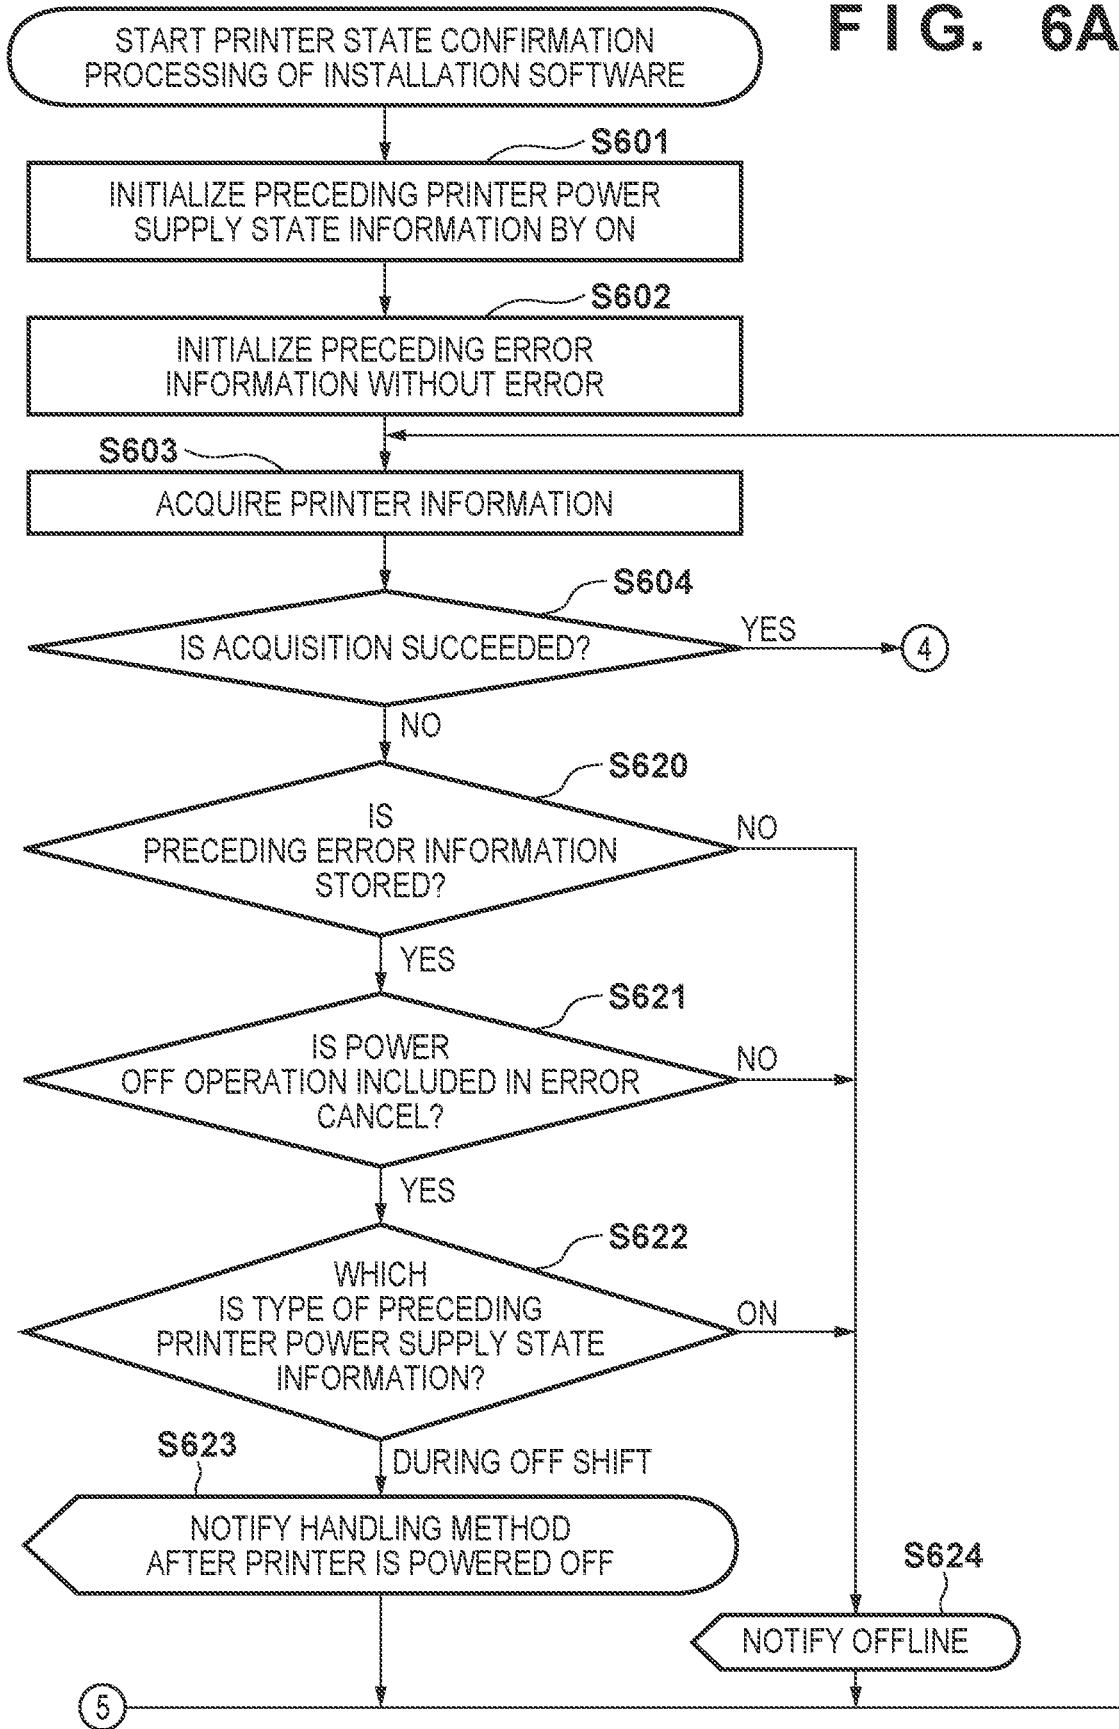 FIG. 6A
START PRINTER STATE CONFIRMATION
PROCESSING OF INSTALLATION SOFTWARE
S601
INITIALIZE PRECEDING PRINTER POWER
SUPPLY STATE INFORMATION BY ON
S602
INITIALIZE PRECEDING ERROR
INFORMATION WITHOUT ERROR
S603
ACQUIRE PRINTER INFORMATION
S604
IS ACQUISITION SUCCEEDED?
YES
4
NO
S620
IS
PRECEDING ERROR INFORMATION
STORED?
NO
YES
S621
IS POWER
OFF OPERATION INCLUDED IN ERROR
CANCEL?
NO
YES
S622
WHICH
IS TYPE OF PRECEDING
PRINTER POWER SUPPLY STATE
INFORMATION?
ON
DURING OFF SHIFT
S623
NOTIFY HANDLING METHOD
AFTER PRINTER IS POWERED OFF
S624
NOTIFY OFFLINE
5